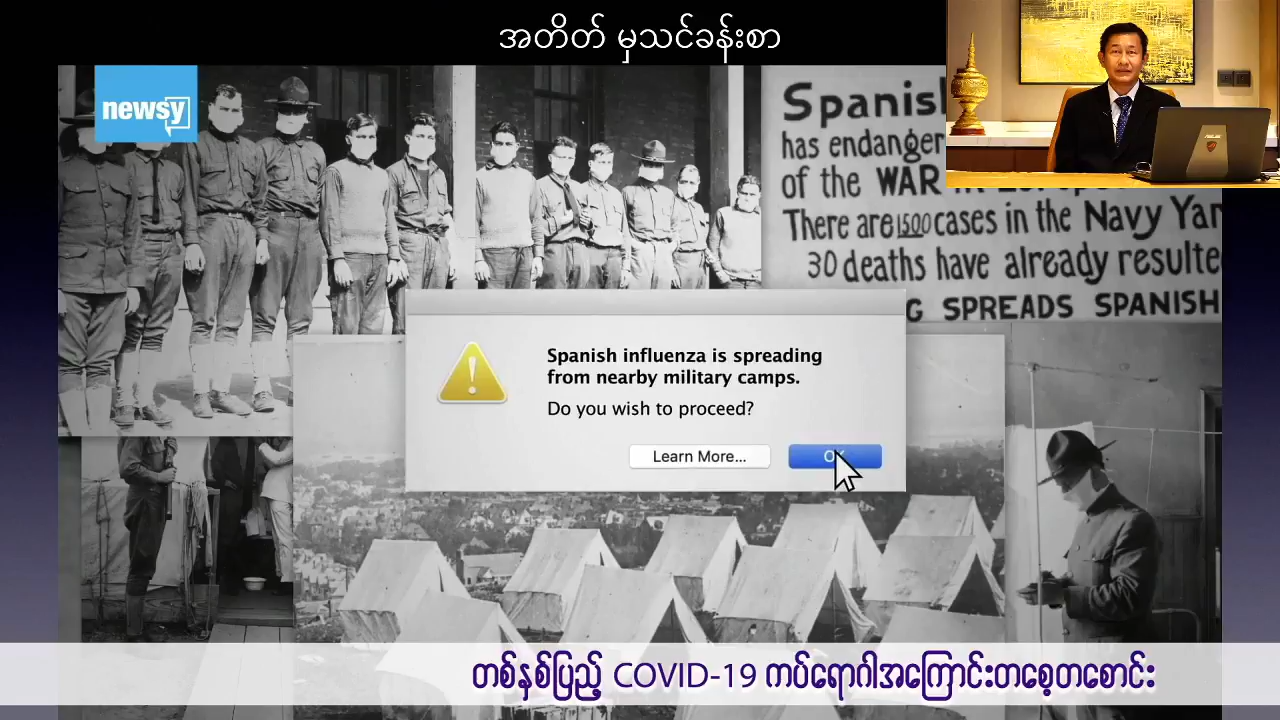 အတိတ် မှသင်ခန်းစာ
newsy
Spanis
has endanger
of the WAR
There are 1500 cases in the Navy Yar
30 deaths have already resulte
SPREADS SPANISH
Spanish influenza is spreading
from nearby military camps.
Do you wish to proceed?
Learn More...
OK
တစ်နှစ်ပြည့် COVID-19 ကပ်ရောဂါအကြောင်းတစေ့တစောင်း